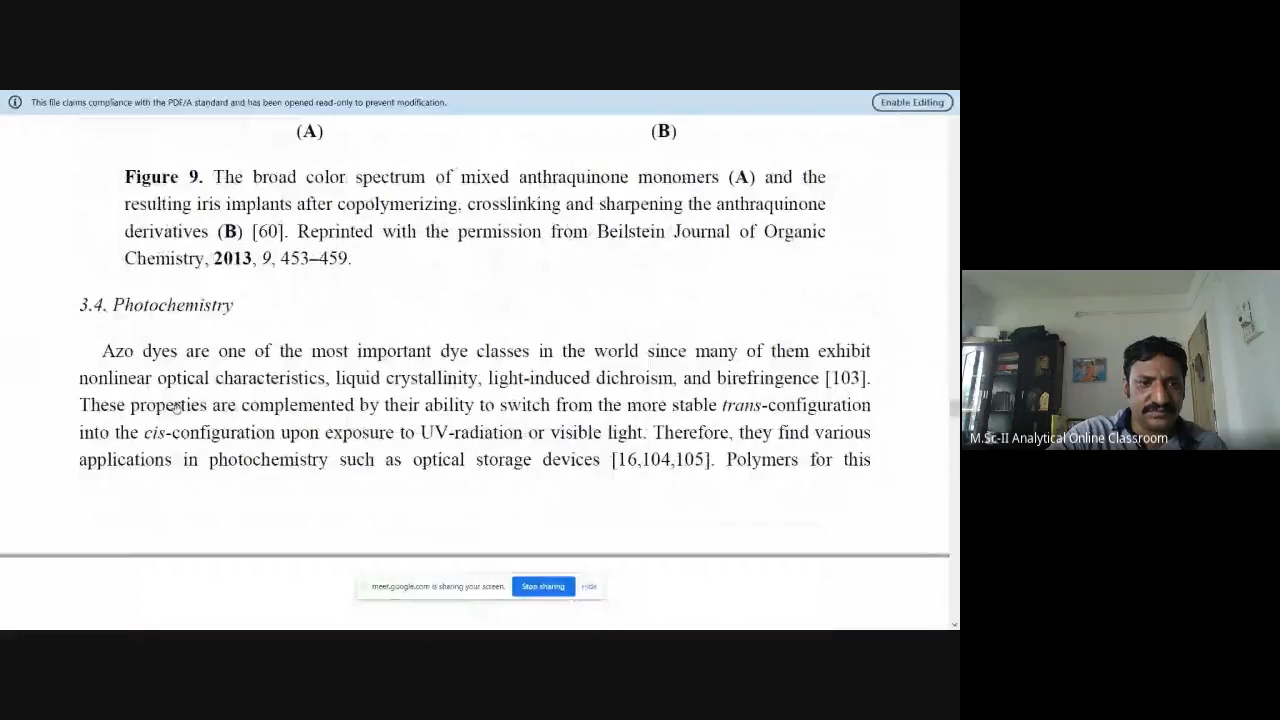 This file claims compliance with the PDF/A standard and has been opened read-only to prevent modification.
Enable Editing
(A)
(B)
Figure 9. The broad color spectrum of mixed anthraquinone monomers (A) and the
resulting iris implants after copolymerizing, crosslinking and sharpening the anthraquinone
derivatives (B) [60]. Reprinted with the permission from Beilstein Journal of Organic
Chemistry, 2013, 9, 453–459.
3.4. Photochemistry
Azo dyes are one of the most important dye classes in the world since many of them exhibit
nonlinear optical characteristics, liquid crystallinity, light-induced dichroism, and birefringence [103].
These properties are complemented by their ability to switch from the more stable trans-configuration
into the cis-configuration upon exposure to UV-radiation or visible light. Therefore, they find various
applications in photochemistry such as optical storage devices [16,104,105]. Polymers for this
meet.google.com is sharing your screen.
Stop sharing
Hide
M.Sc-II Analytical Online Classroom